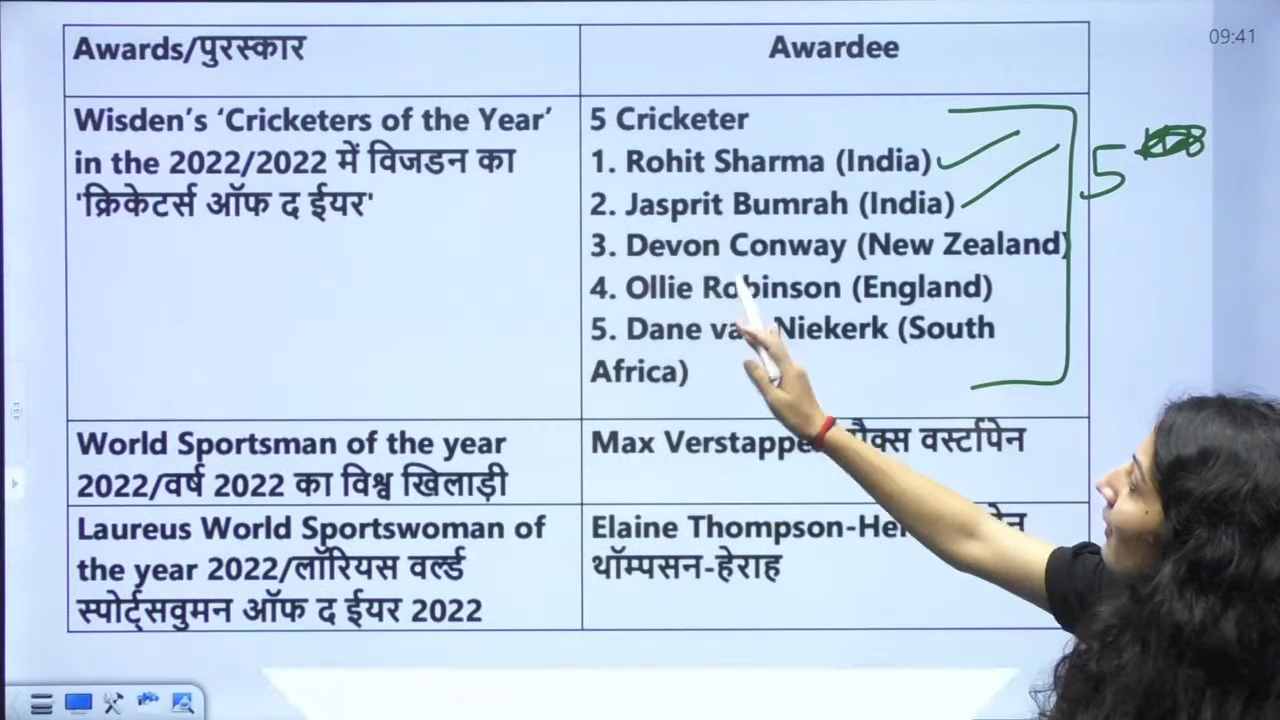 09:41
Awards/पुरस्कार
Awardee
Wisden's 'Cricketers of the Year'
in the 2022/2022 में विजडन का
'क्रिकेटर्स ऑफ द ईयर'
5 Cricketer
1. Rohit Sharma (India)
2. Jasprit Bumrah (India)
3. Devon Conway (New Zealand)
4. Ollie Robinson (England)
5. Dane Niekerk (South
Africa)
5
World Sportsman of the year
2022/वर्ष 2022 का विश्व खिलाड़ी
Max वर्स्टापेन
Laureus World Sportswoman of
the year 2022/लॉरियस वर्ल्ड
स्पोर्ट्सवुमन ऑफ द ईयर 2022
Elaine
थॉम्पसन-हेराह